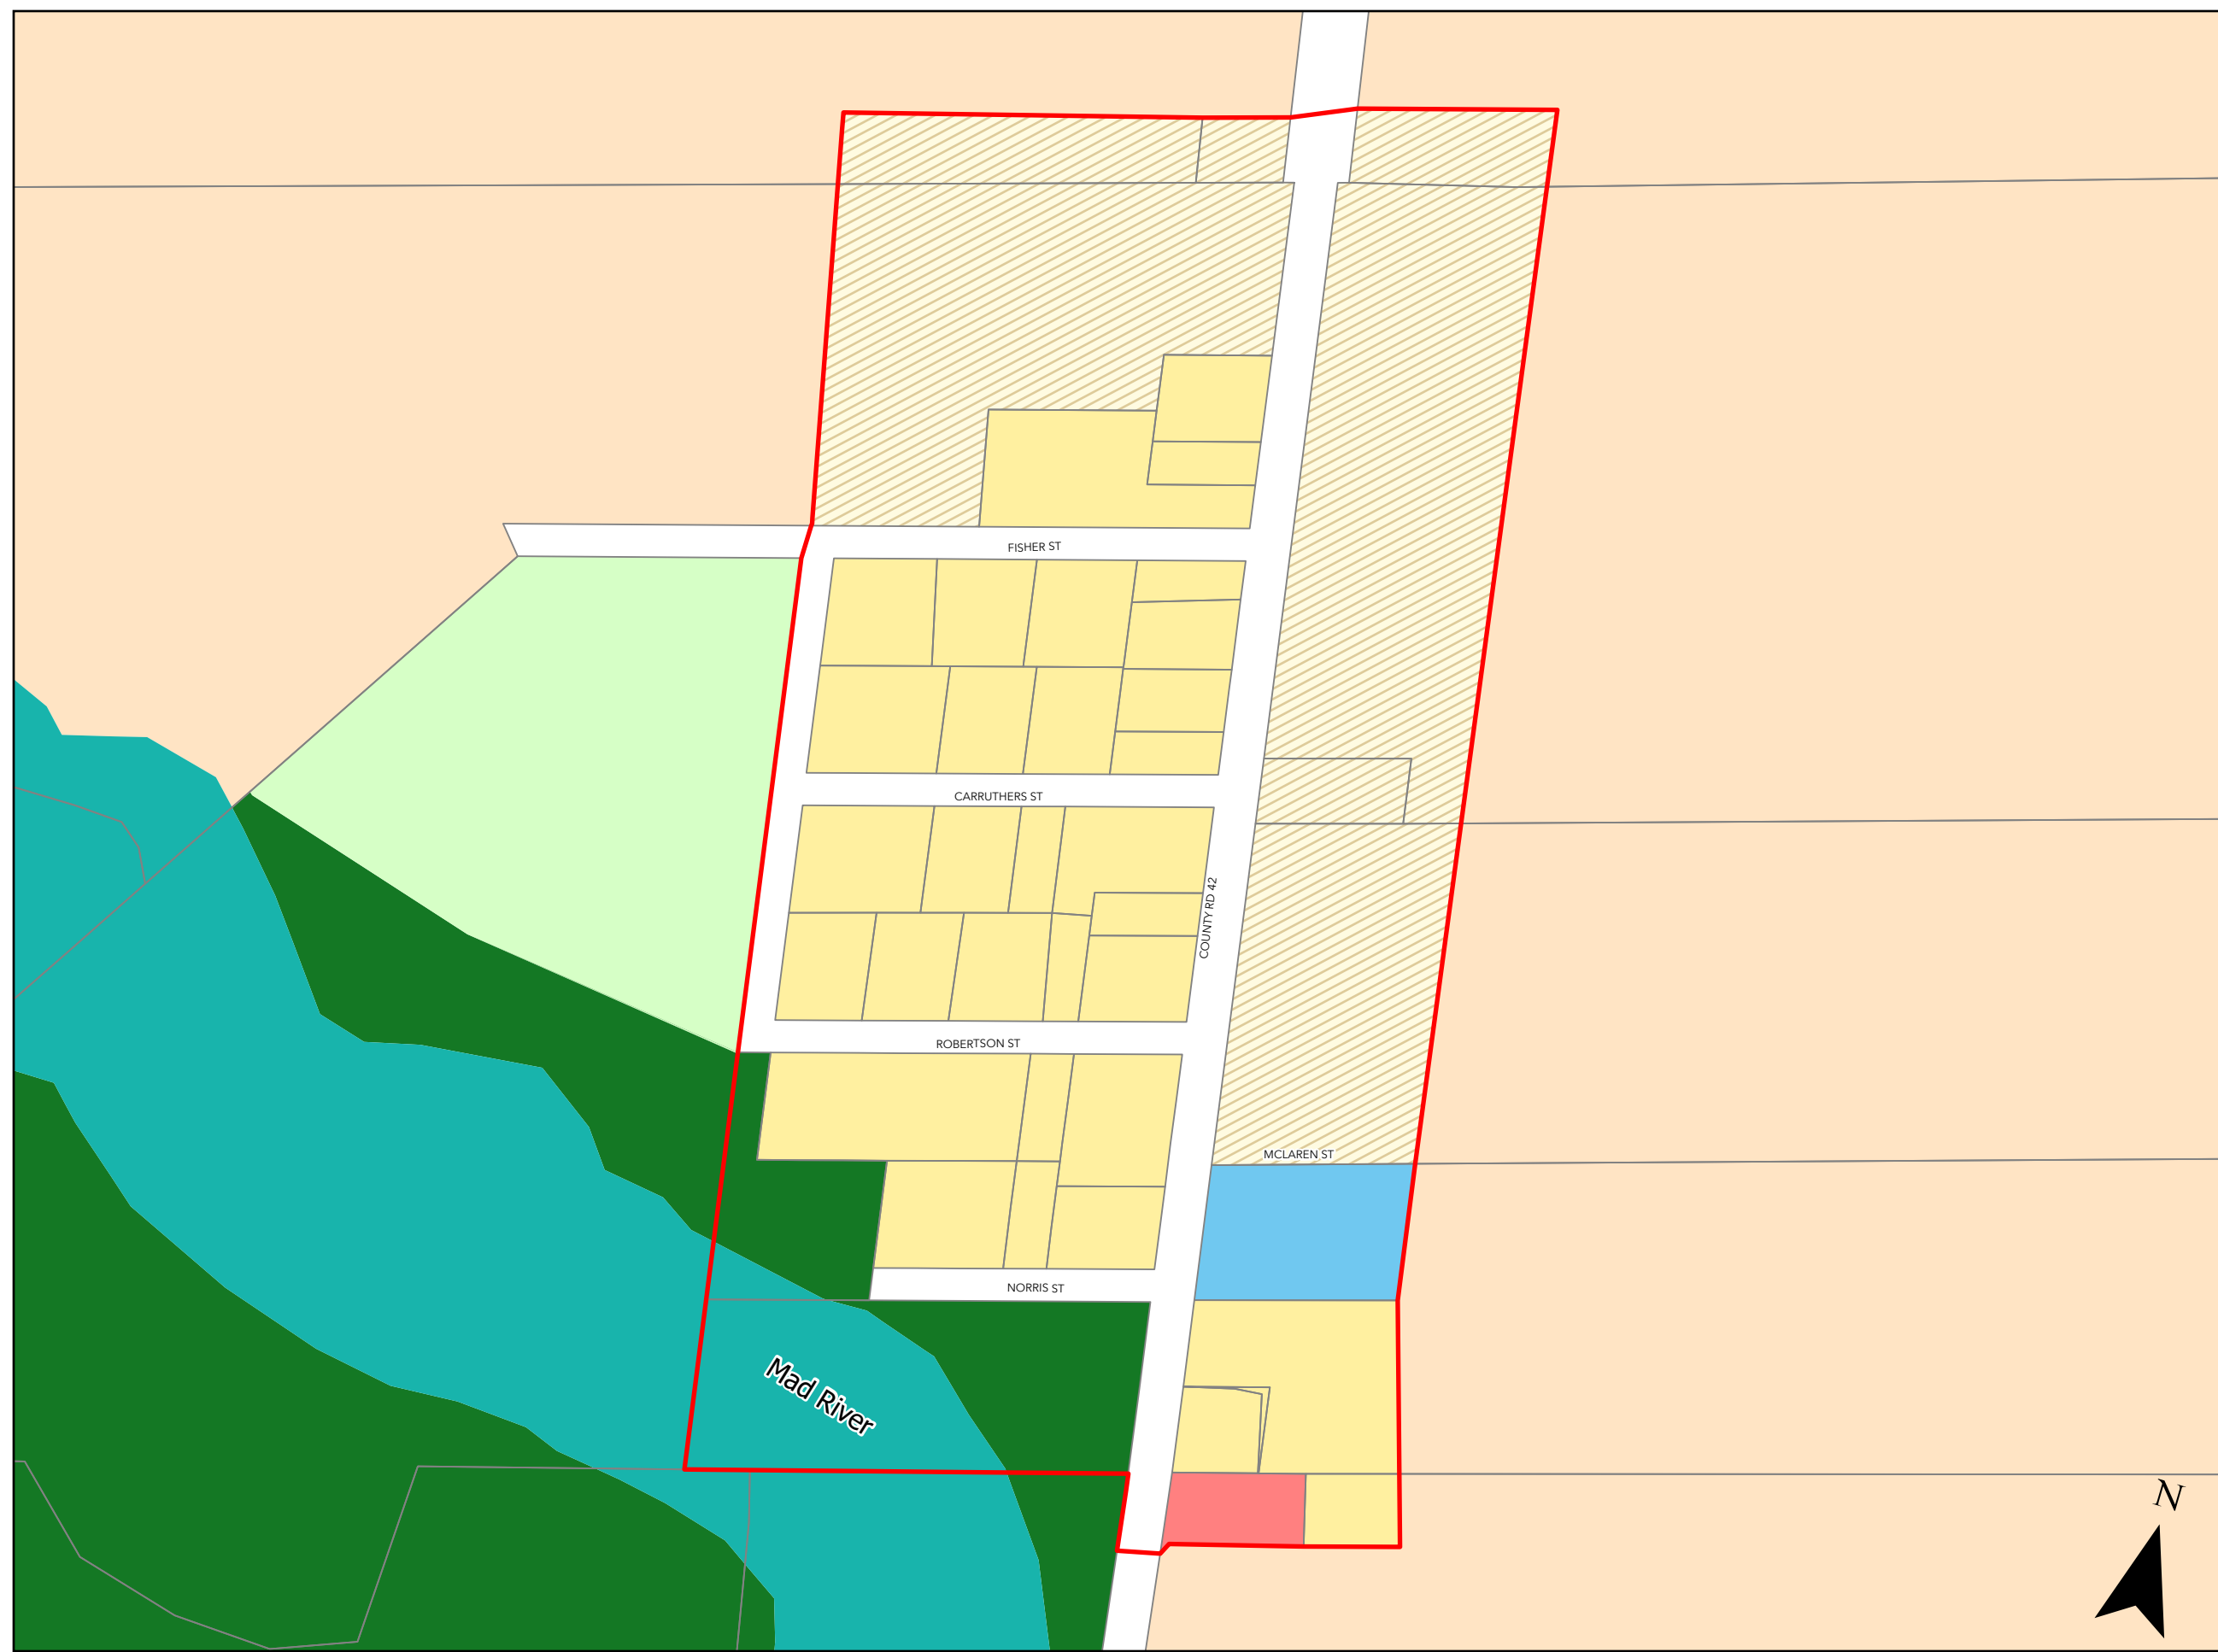 FISHER ST
CARRUTHERS ST
COUNTY RD 42
ROBERTSON ST
MCLAREN ST
NORRIS ST
Mad River
N